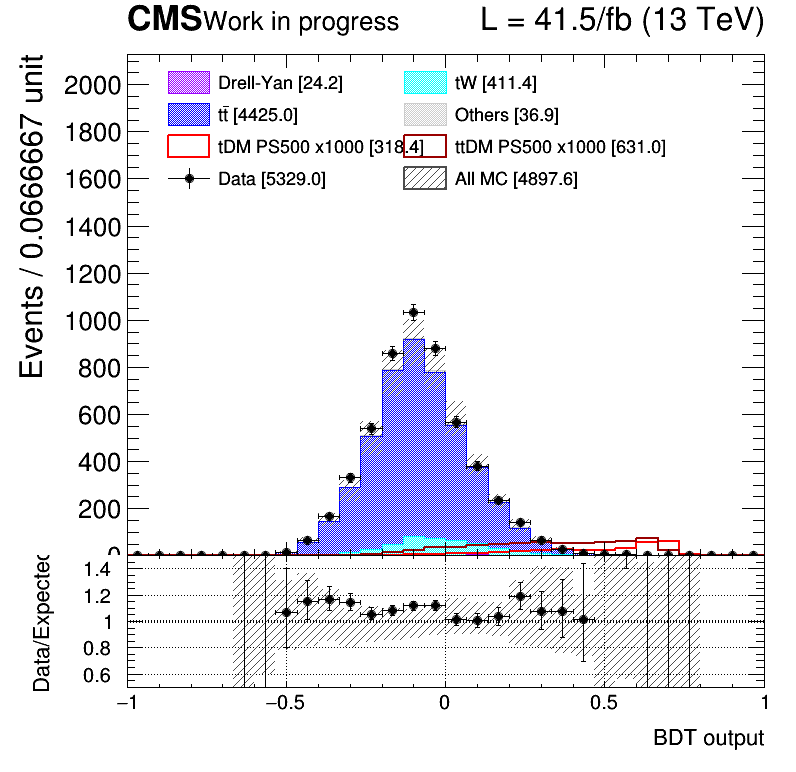 CMS Work in progress L = 41.5/fb (13 TeV)
Events / 0.0666667 unit
2000
1800
1600
1400
1200
1000
800
600
400
200
0
Drell-Yan [24.2] tW [411.4]
tt̄ [4425.0] Others [36.9]
tDM PS500 x1000 [318.4] ttDM PS500 x1000 [631.0]
Data [5329.0] All MC [4897.6]
Data/Expected
1.4
1.2
1
0.8
0.6
−1 −0.5 0 0.5 1
BDT output